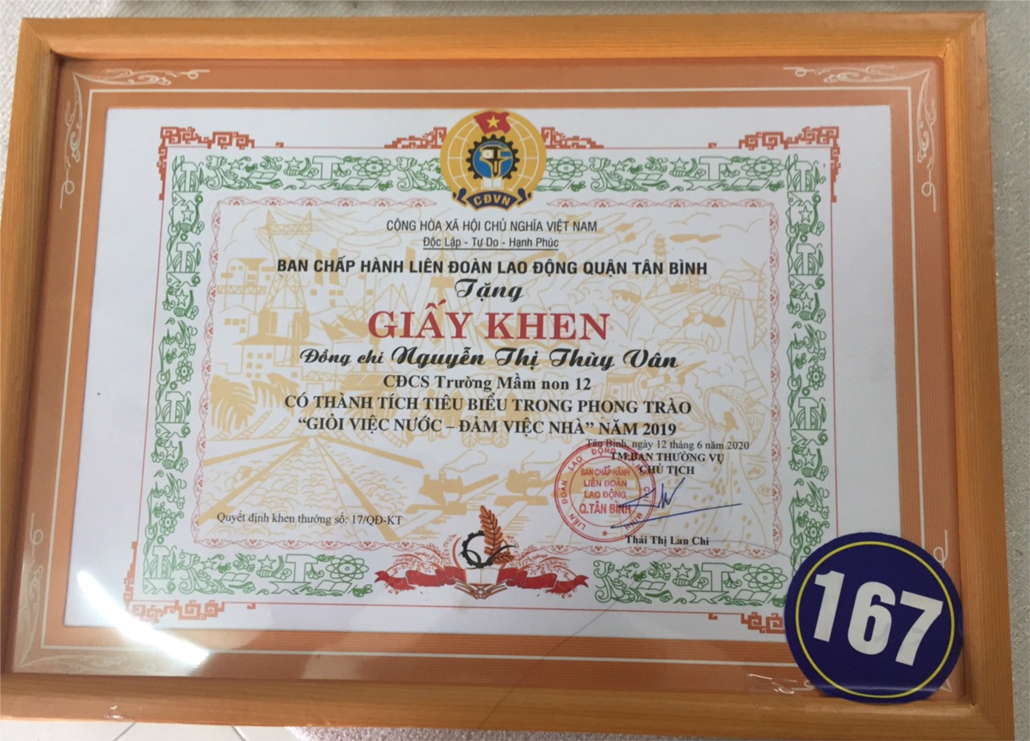 CĐVN
CỘNG HÒA XÃ HỘI CHỦ NGHĨA VIỆT NAM
Độc Lập - Tự Do - Hạnh Phúc
BAN CHẤP HÀNH LIÊN ĐOÀN LAO ĐỘNG QUẬN TÂN BÌNH
Tặng
GIẤY KHEN
Đồng chí Nguyễn Thị Thùy Vân
CĐCS Trường Mầm non 12
CÓ THÀNH TÍCH TIÊU BIỂU TRONG PHONG TRÀO
“GIỎI VIỆC NƯỚC – ĐẢM VIỆC NHÀ” NĂM 2019
Tân Bình, ngày 12 tháng 6 năm 2020
TM.BAN THƯỜNG VỤ
CHỦ TỊCH
BAN CHẤP HÀNH
LIÊN ĐOÀN
LAO ĐỘNG
Q.TÂN BÌNH
Quyết định khen thưởng số: 17/QĐ-KT
Thái Thị Lan Chi
167